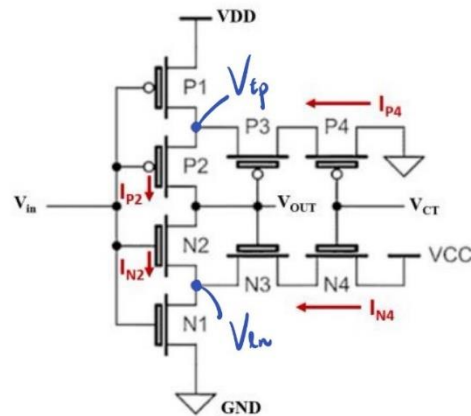 VDD
P1
V_tp
P3
P4
I_P4
P2
I_P2
V_in
V_OUT
V_CT
N2
I_N2
VCC
N3
N4
I_N4
N1
V_tn
GND